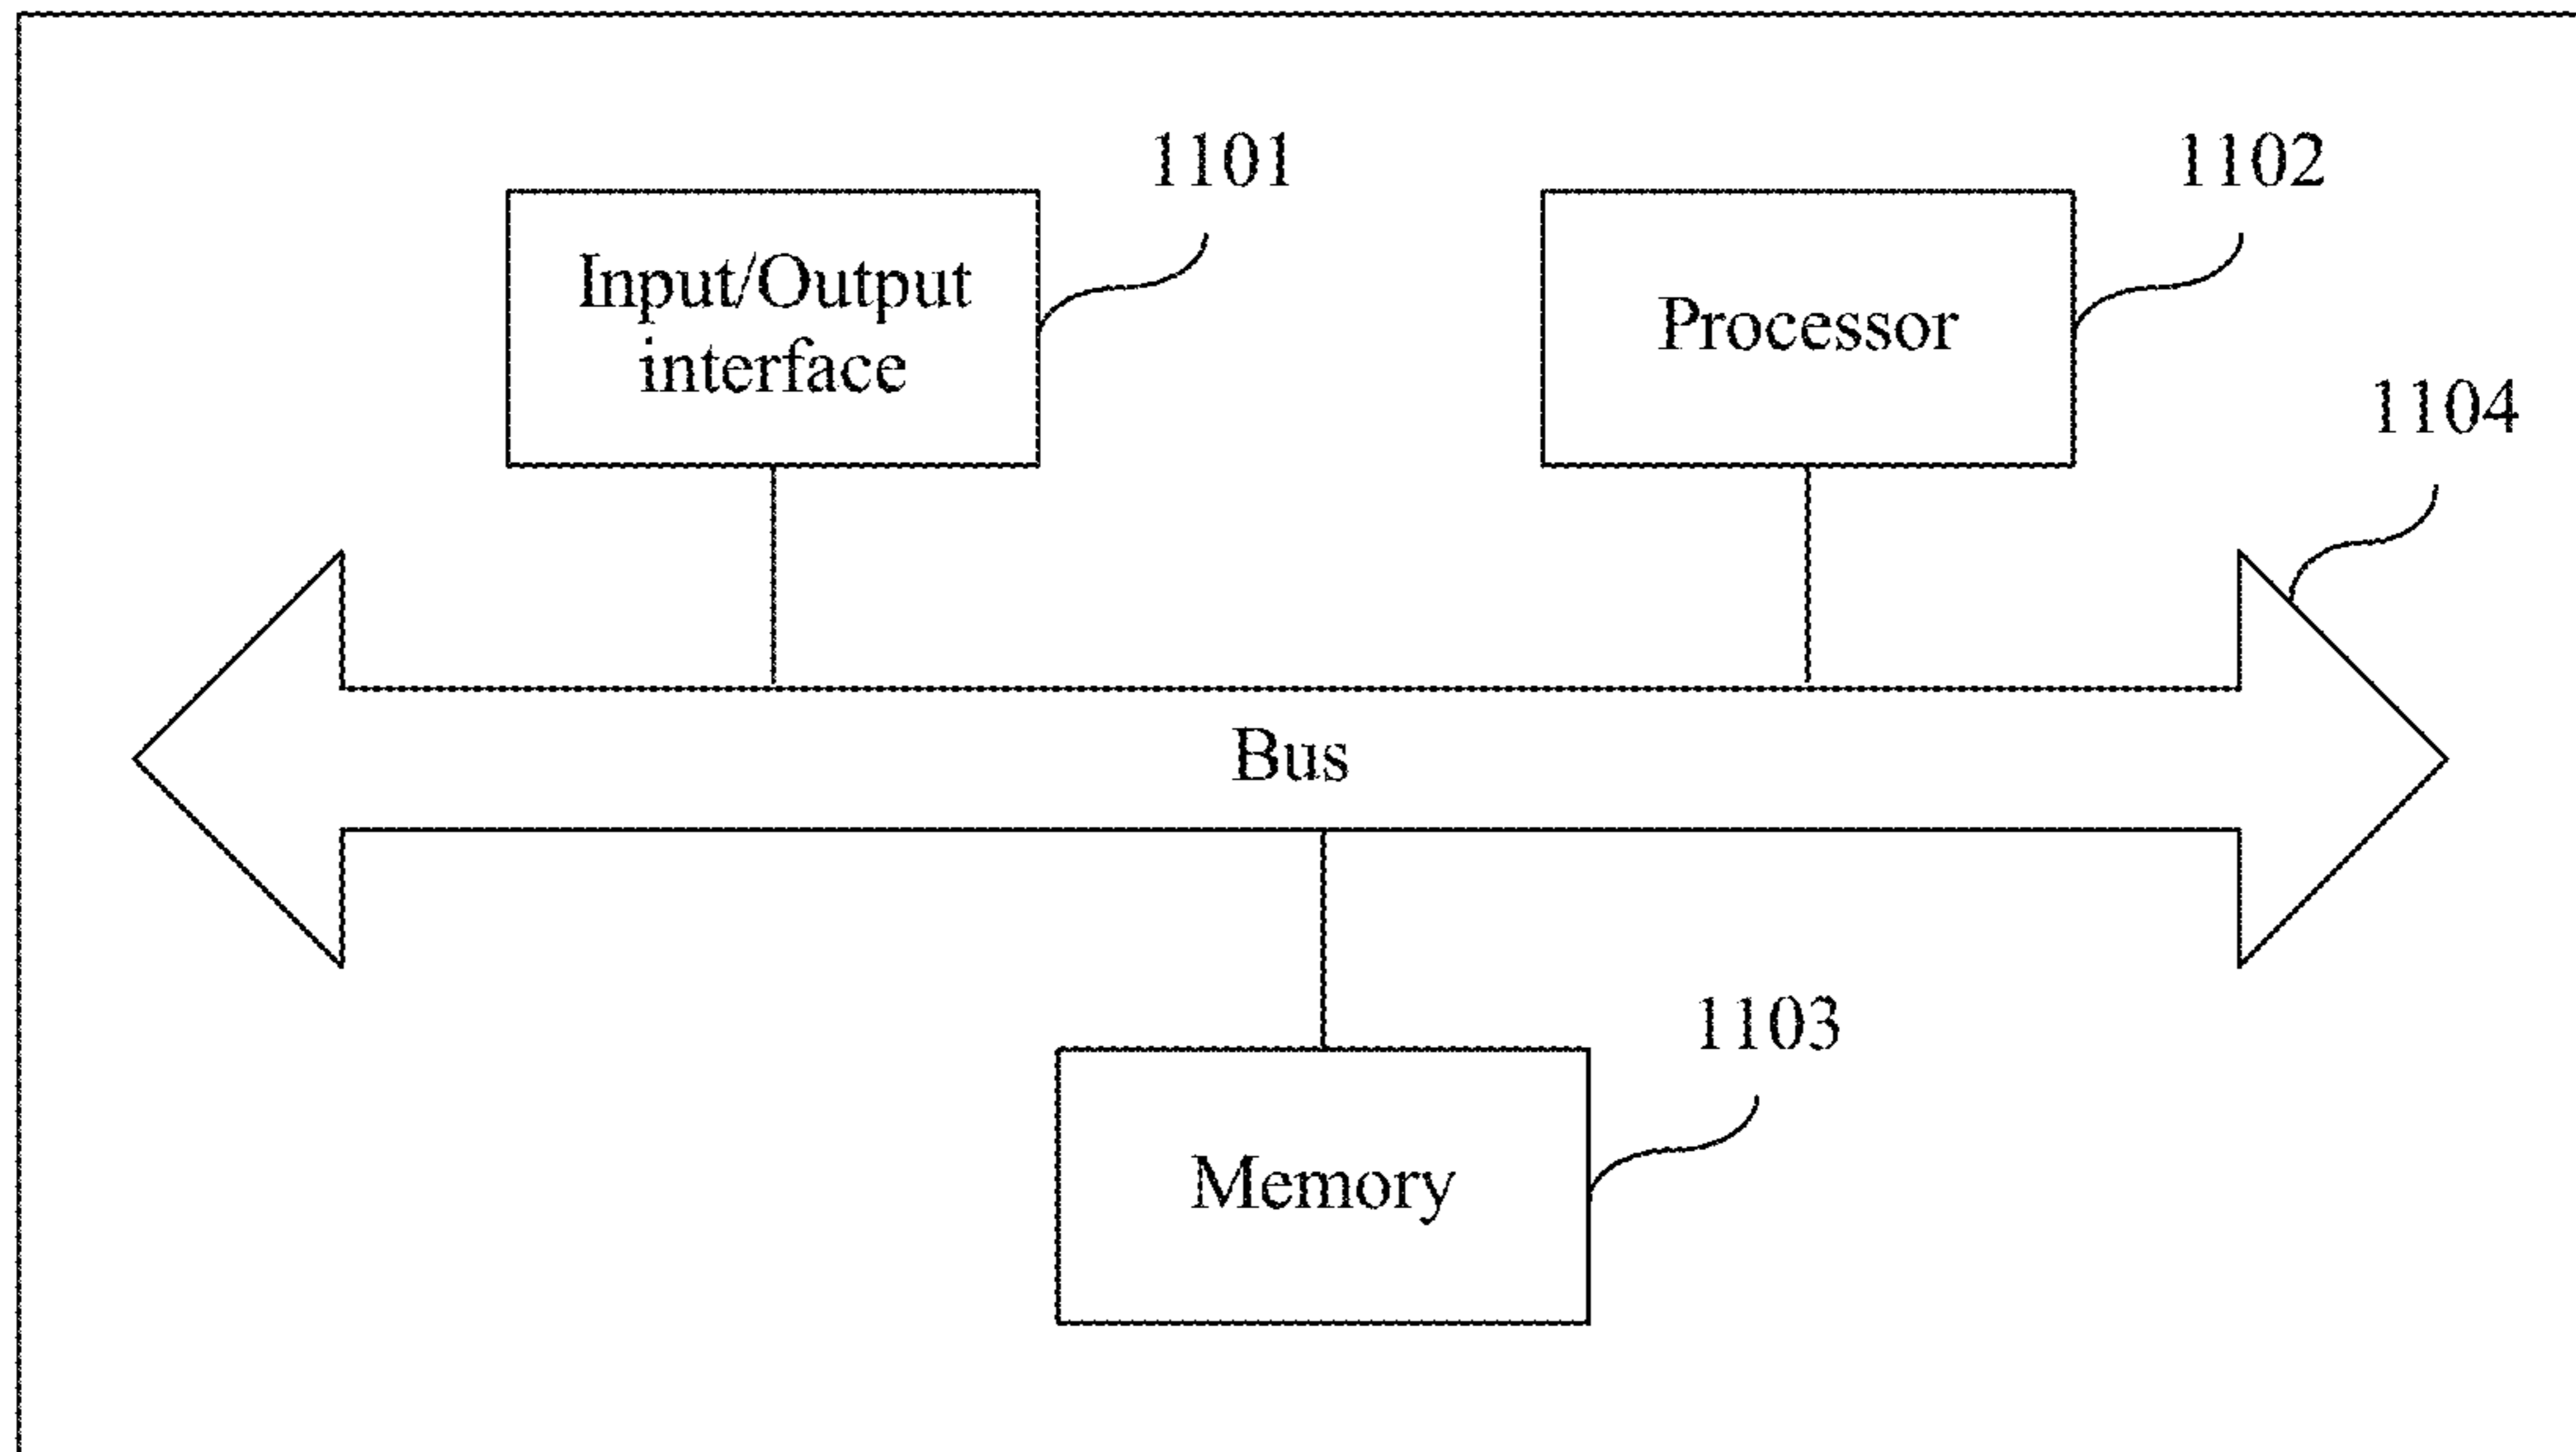 1101
1102
Input/Output
interface
Processor
1104
Bus
1103
Memory